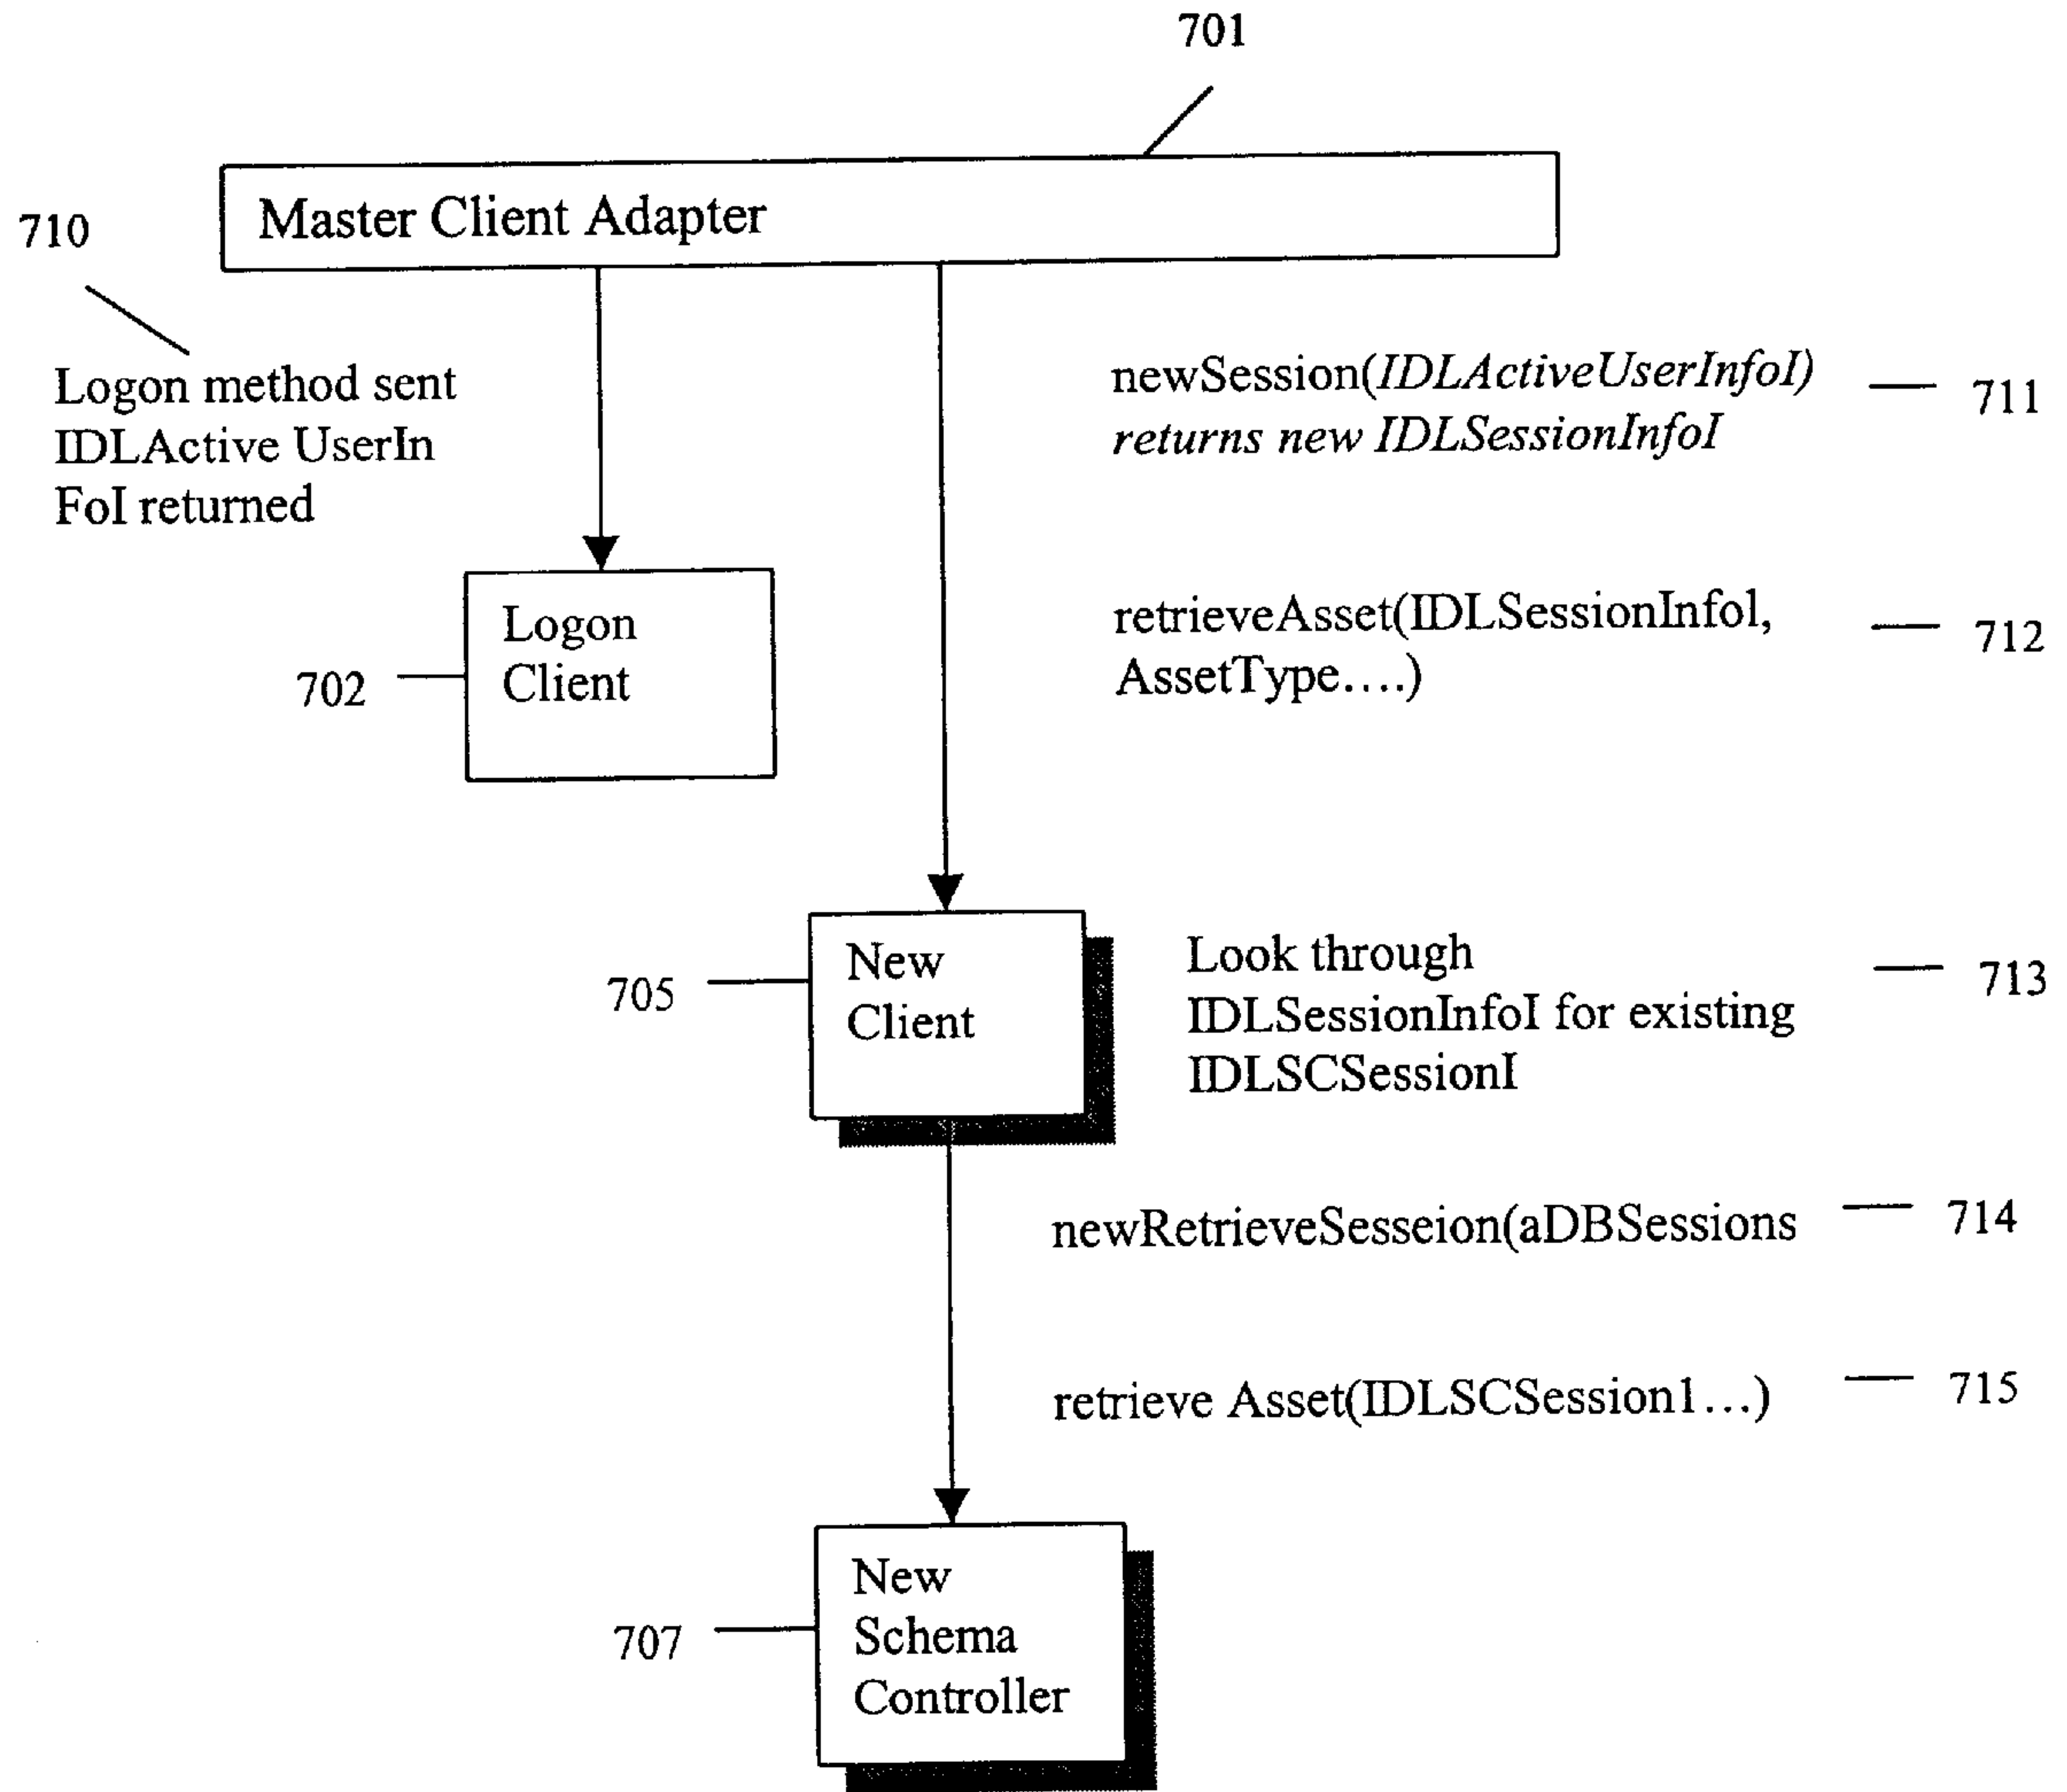 701
Master Client Adapter
710
Logon method sent
IDLActive UserIn
FoI returned
newSession(IDLActiveUserInfoI)
returns new IDLSessionInfoI
711
retrieveAsset(IDLSessionInfoI,
AssetType....)
712
Logon
Client
702
New
Client
705
Look through
IDLSessionInfoI for existing
IDLSCSessionI
713
newRetrieveSesseion(aDBSessions
714
retrieve Asset(IDLSCSession1...)
715
New
Schema
Controller
707